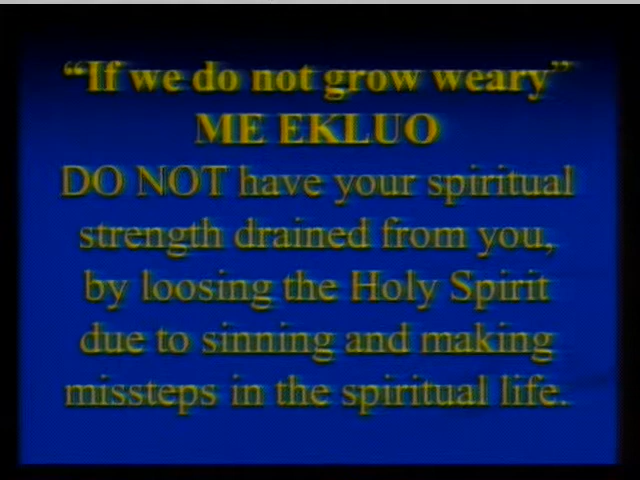 “If we do not grow weary”
ME EKLUO
DO NOT have your spiritual
strength drained from you,
by loosing the Holy Spirit
due to sinning and making
missteps in the spiritual life.